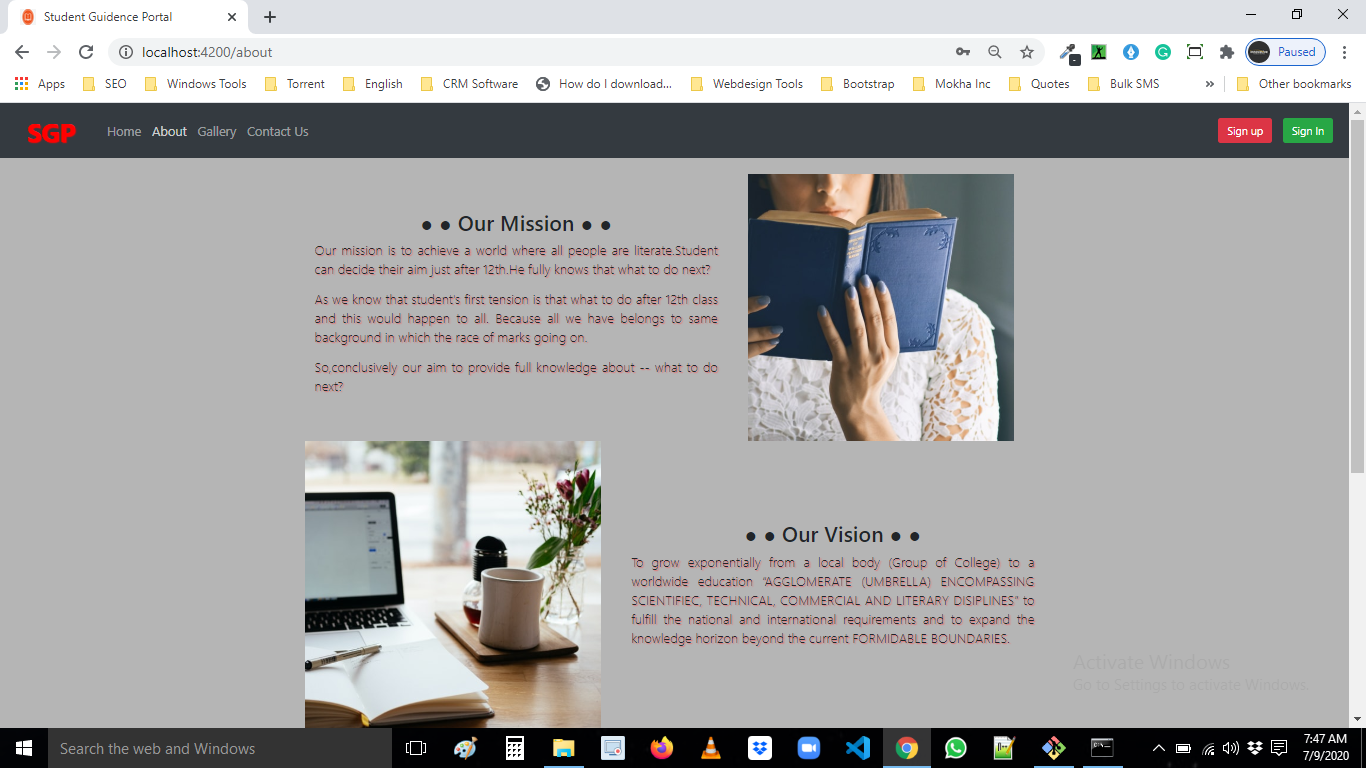 Student Guidence Portal
localhost:4200/about
Paused
Apps SEO Windows Tools Torrent English CRM Software How do I download... Webdesign Tools Bootstrap Mokha Inc Quotes Bulk SMS » Other bookmarks
SGP Home About Gallery Contact Us Sign up Sign In
● ● Our Mission ● ●
Our mission is to achieve a world where all people are literate.Student
can decide their aim just after 12th.He fully knows that what to do next?
As we know that student's first tension is that what to do after 12th class
and this would happen to all. Because all we have belongs to same
background in which the race of marks going on.
So,conclusively our aim to provide full knowledge about -- what to do
next?
● ● Our Vision ● ●
To grow exponentially from a local body (Group of College) to a
worldwide education “AGGLOMERATE (UMBRELLA) ENCOMPASSING
SCIENTIFIEC, TECHNICAL, COMMERCIAL AND LITERARY DISIPLINES” to
fulfill the national and international requirements and to expand the
knowledge horizon beyond the current FORMIDABLE BOUNDARIES.
Activate Windows
Go to Settings to activate Windows.
Search the web and Windows
7:47 AM
7/9/2020